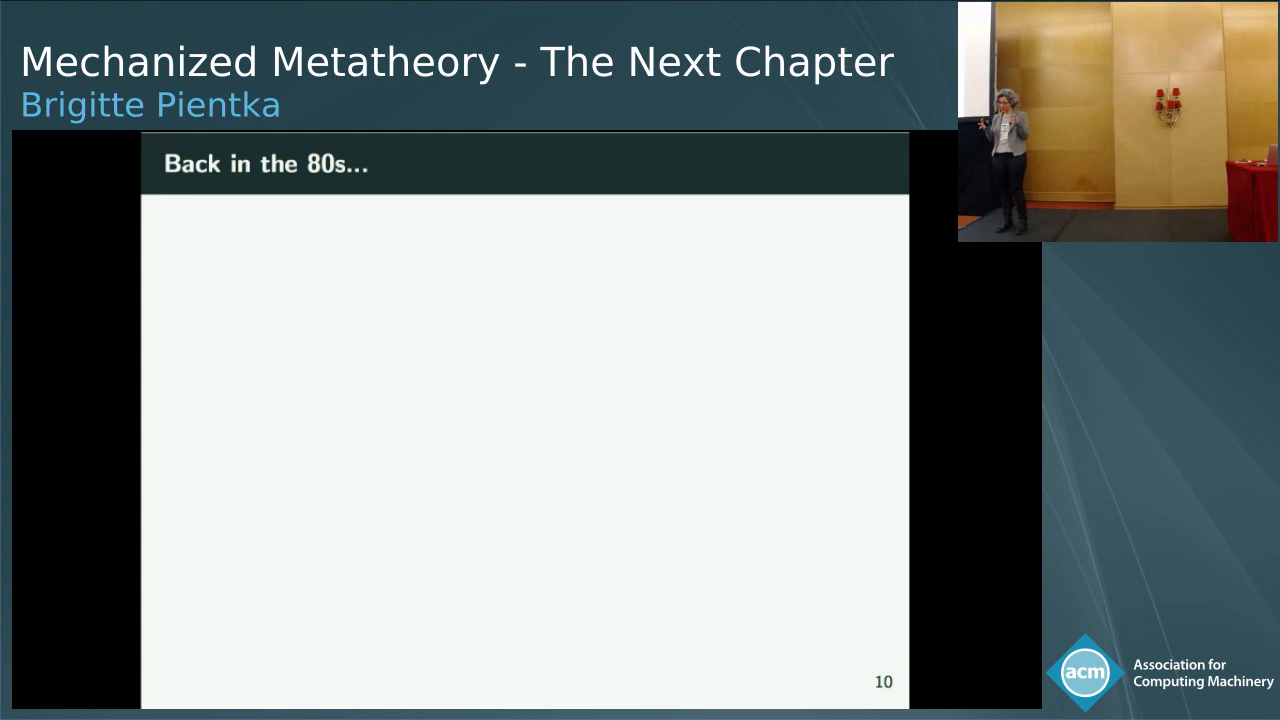 Mechanized Metatheory - The Next Chapter
Brigitte Pientka
Back in the 80s...
10
acm
Association for
Computing Machinery